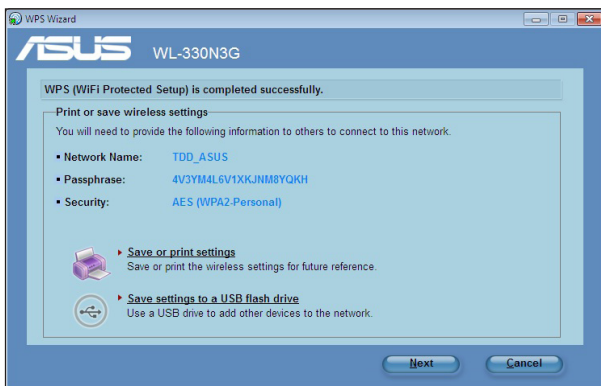 WPS Wizard
ASUS WL-330N3G
WPS (WiFi Protected Setup) is completed successfully.
Print or save wireless settings
You will need to provide the following information to others to connect to this network.
Network Name: TDD_ASUS
Passphrase: 4V3YM4L6V1XKJNM8YQKH
Security: AES (WPA2-Personal)
Save or print settings
Save or print the wireless settings for future reference.
Save settings to a USB flash drive
Use a USB drive to add other devices to the network.
Next Cancel